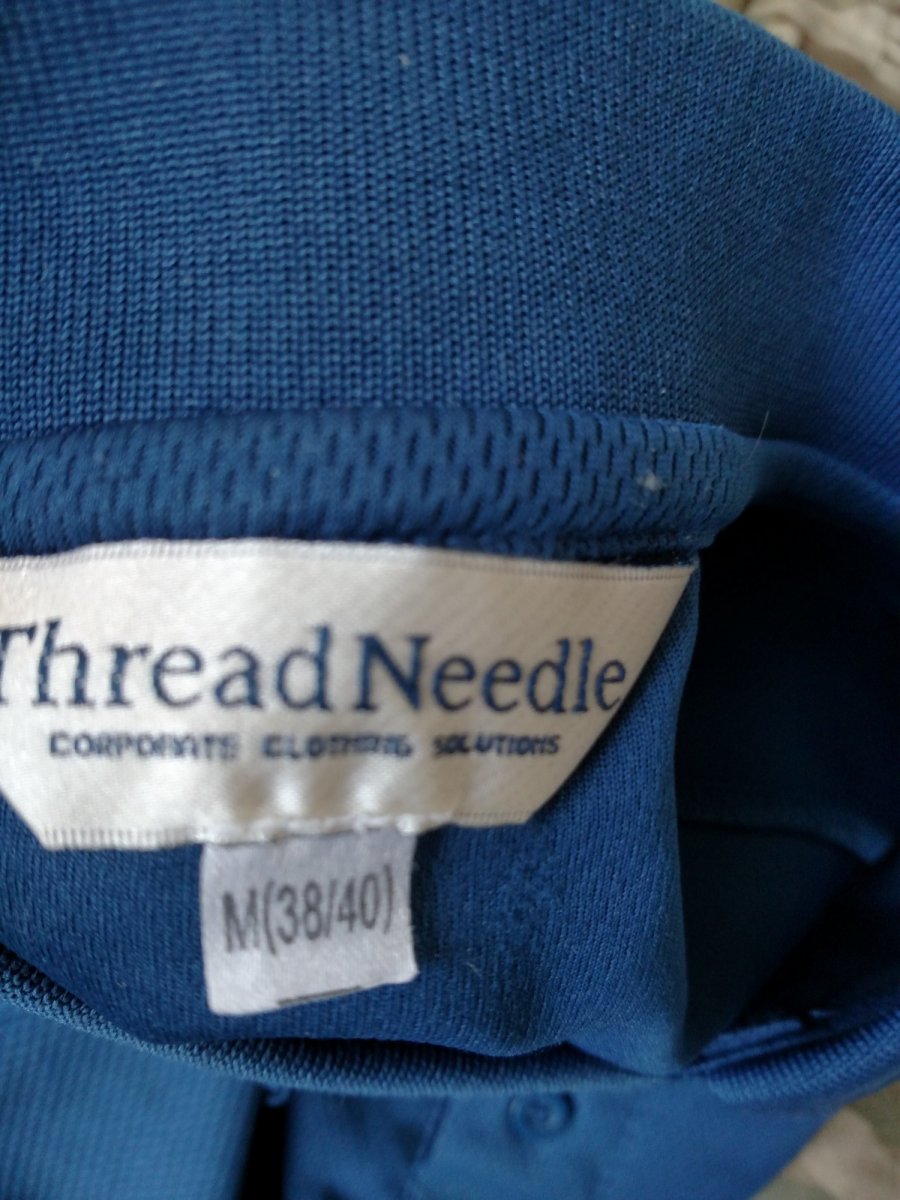 Thread Needle
CORPORATE CLOTHING SOLUTIONS
M(38/40)